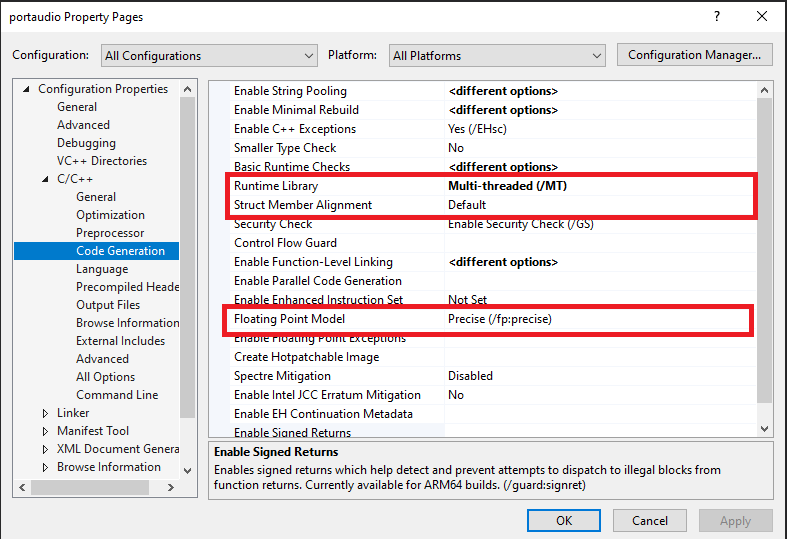 portaudio Property Pages
?
Configuration: All Configurations Platform: All Platforms Configuration Manager...
Configuration Properties
General
Advanced
Debugging
VC++ Directories
C/C++
General
Optimization
Preprocessor
Code Generation
Language
Precompiled Heade
Output Files
Browse Information
External Includes
Advanced
All Options
Command Line
Linker
Manifest Tool
XML Document Genera
Browse Information
Enable String Pooling <different options>
Enable Minimal Rebuild <different options>
Enable C++ Exceptions Yes (/EHsc)
Smaller Type Check No
Basic Runtime Checks <different options>
Runtime Library Multi-threaded (/MT)
Struct Member Alignment Default
Security Check Enable Security Check (/GS)
Control Flow Guard
Enable Function-Level Linking <different options>
Enable Parallel Code Generation
Enable Enhanced Instruction Set Not Set
Floating Point Model Precise (/fp:precise)
Enable Floating Point Exceptions
Create Hotpatchable Image
Spectre Mitigation Disabled
Enable Intel JCC Erratum Mitigation No
Enable EH Continuation Metadata
Enable Signed Returns
Enable Signed Returns
Enables signed returns which help detect and prevent attempts to dispatch to illegal blocks from
function returns. Currently available for ARM64 builds. (/guard:signret)
OK Cancel Apply